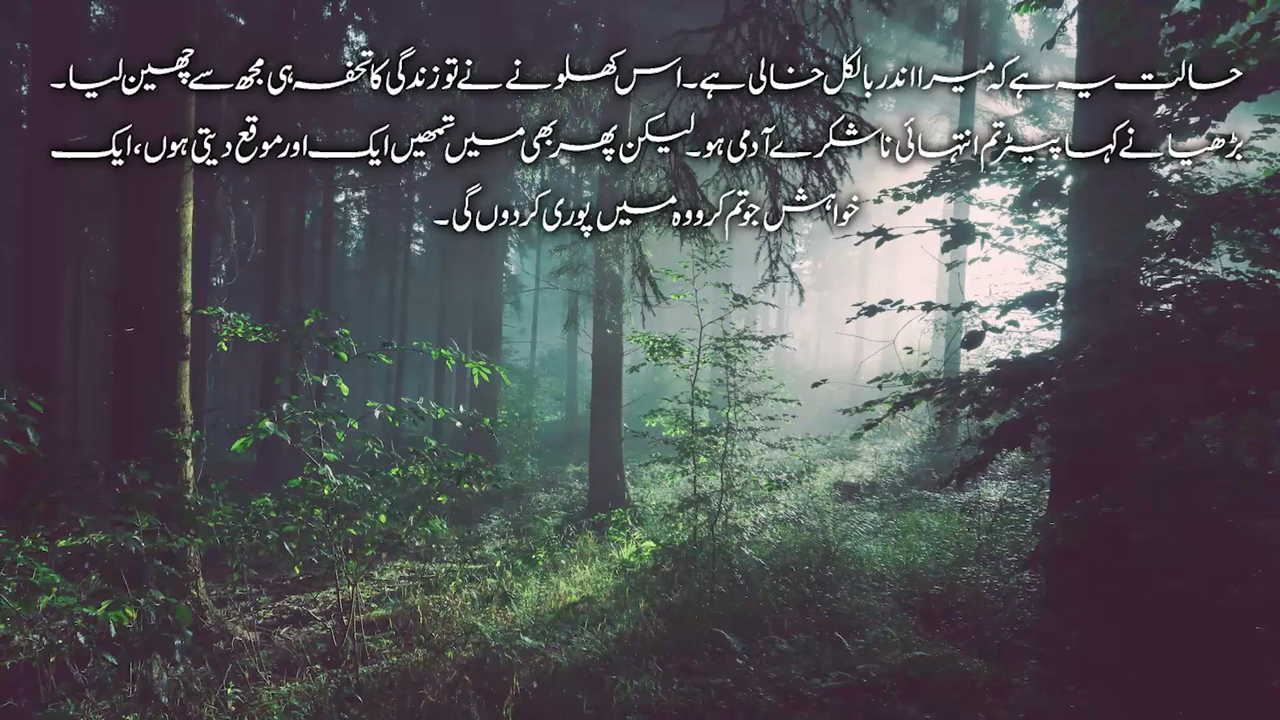 حالت یہ ہے کہ میرا اندر بالکل خالی ہے۔ اس کھلونے نے تو زندگی کا تحفہ ہی مجھ سے چھین لیا۔
بڑھیا نے کہا پیٹر تم انتہائی ناشکرے آدمی ہو۔ لیکن پھر بھی میں تمھیں ایک اور موقع دیتی ہوں، ایک
خواہش جو تم کرو وہ میں پوری کردوں گی۔